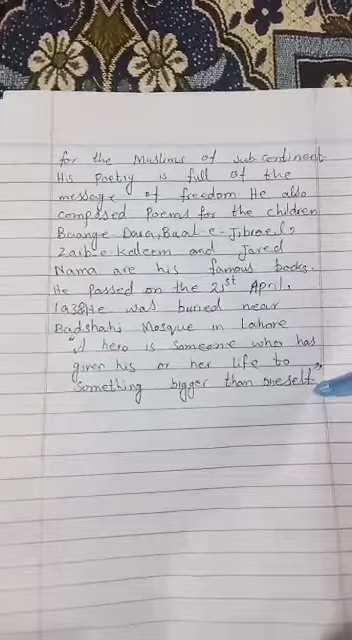 for the Muslims of sub continent
His Poetry is full of the
message of freedom. He also
composed Poems for the children
Baange-Dara, Baal-e-Jibraeel,
Zarb-e-kaleem and Javed
Nama are his famous books.
He Passed on the 21st April,
1938. He was buried near
Badshahi Mosque in Lahore
"A hero is someone who has
given his or her life to
something bigger than oneself"